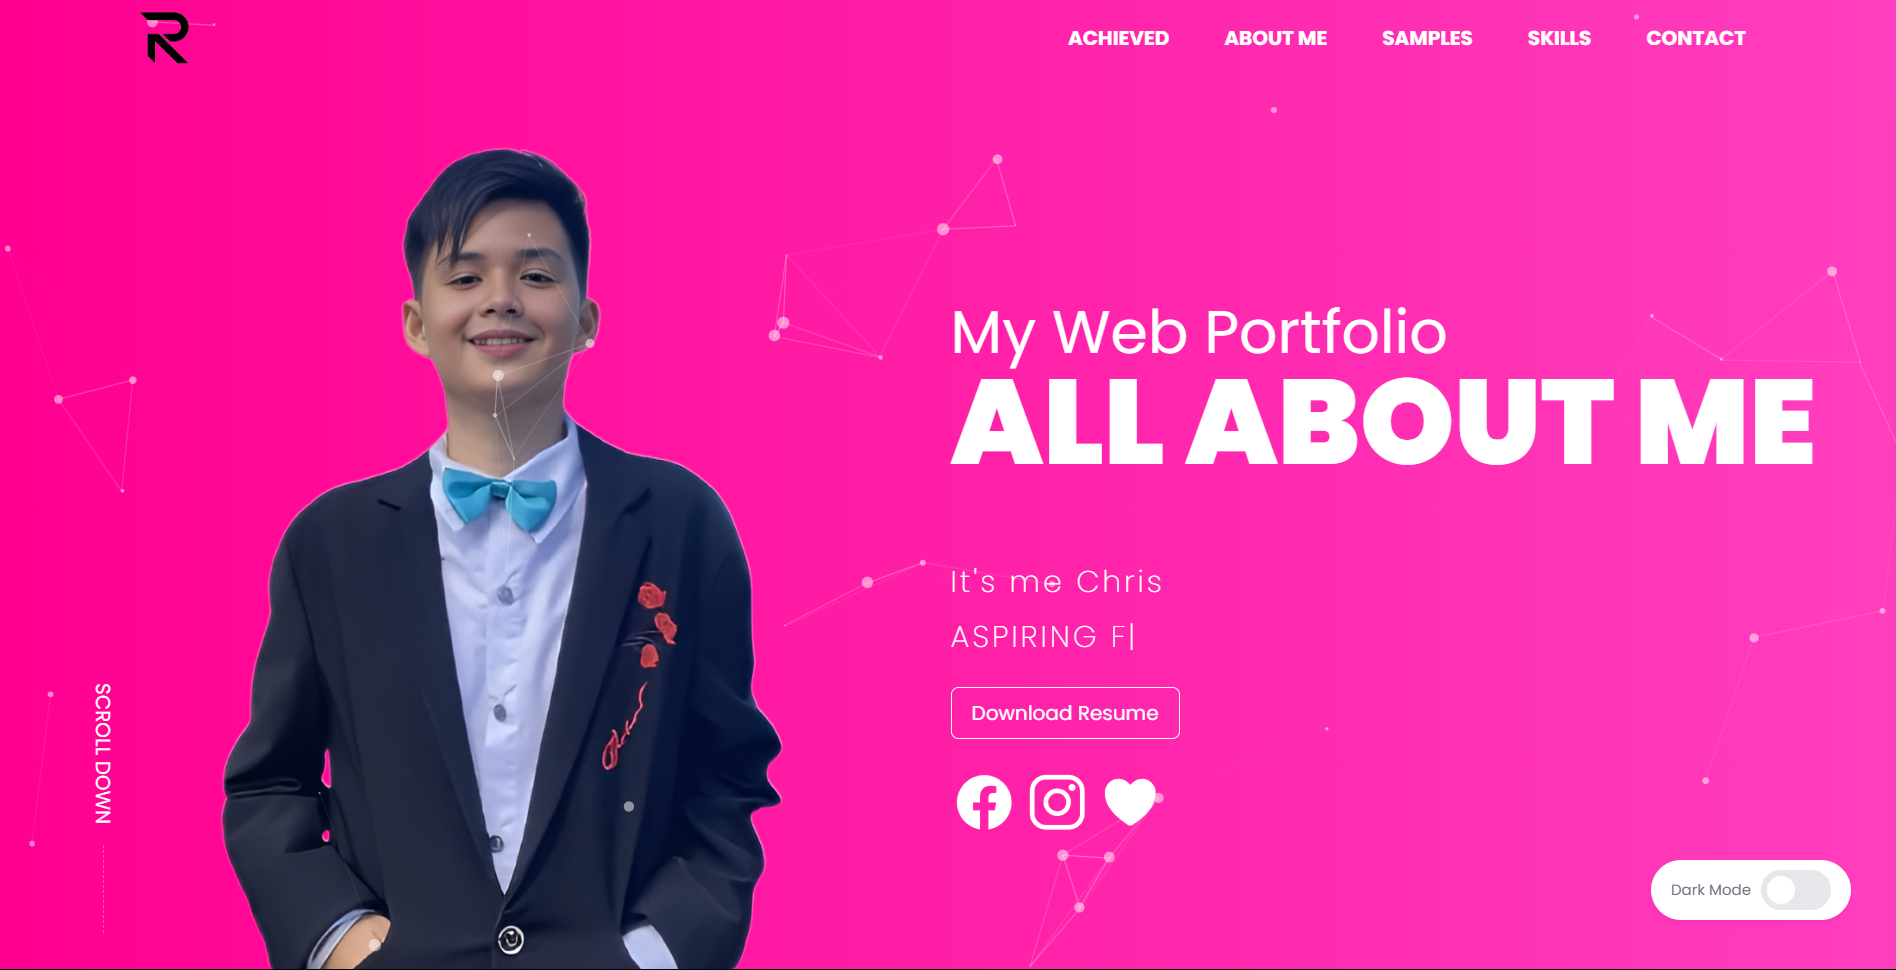 R
ACHIEVED
ABOUT ME
SAMPLES
SKILLS
CONTACT
My Web Portfolio
ALL ABOUT ME
It's me Chris
ASPIRING F|
Download Resume
SCROLL DOWN
Dark Mode